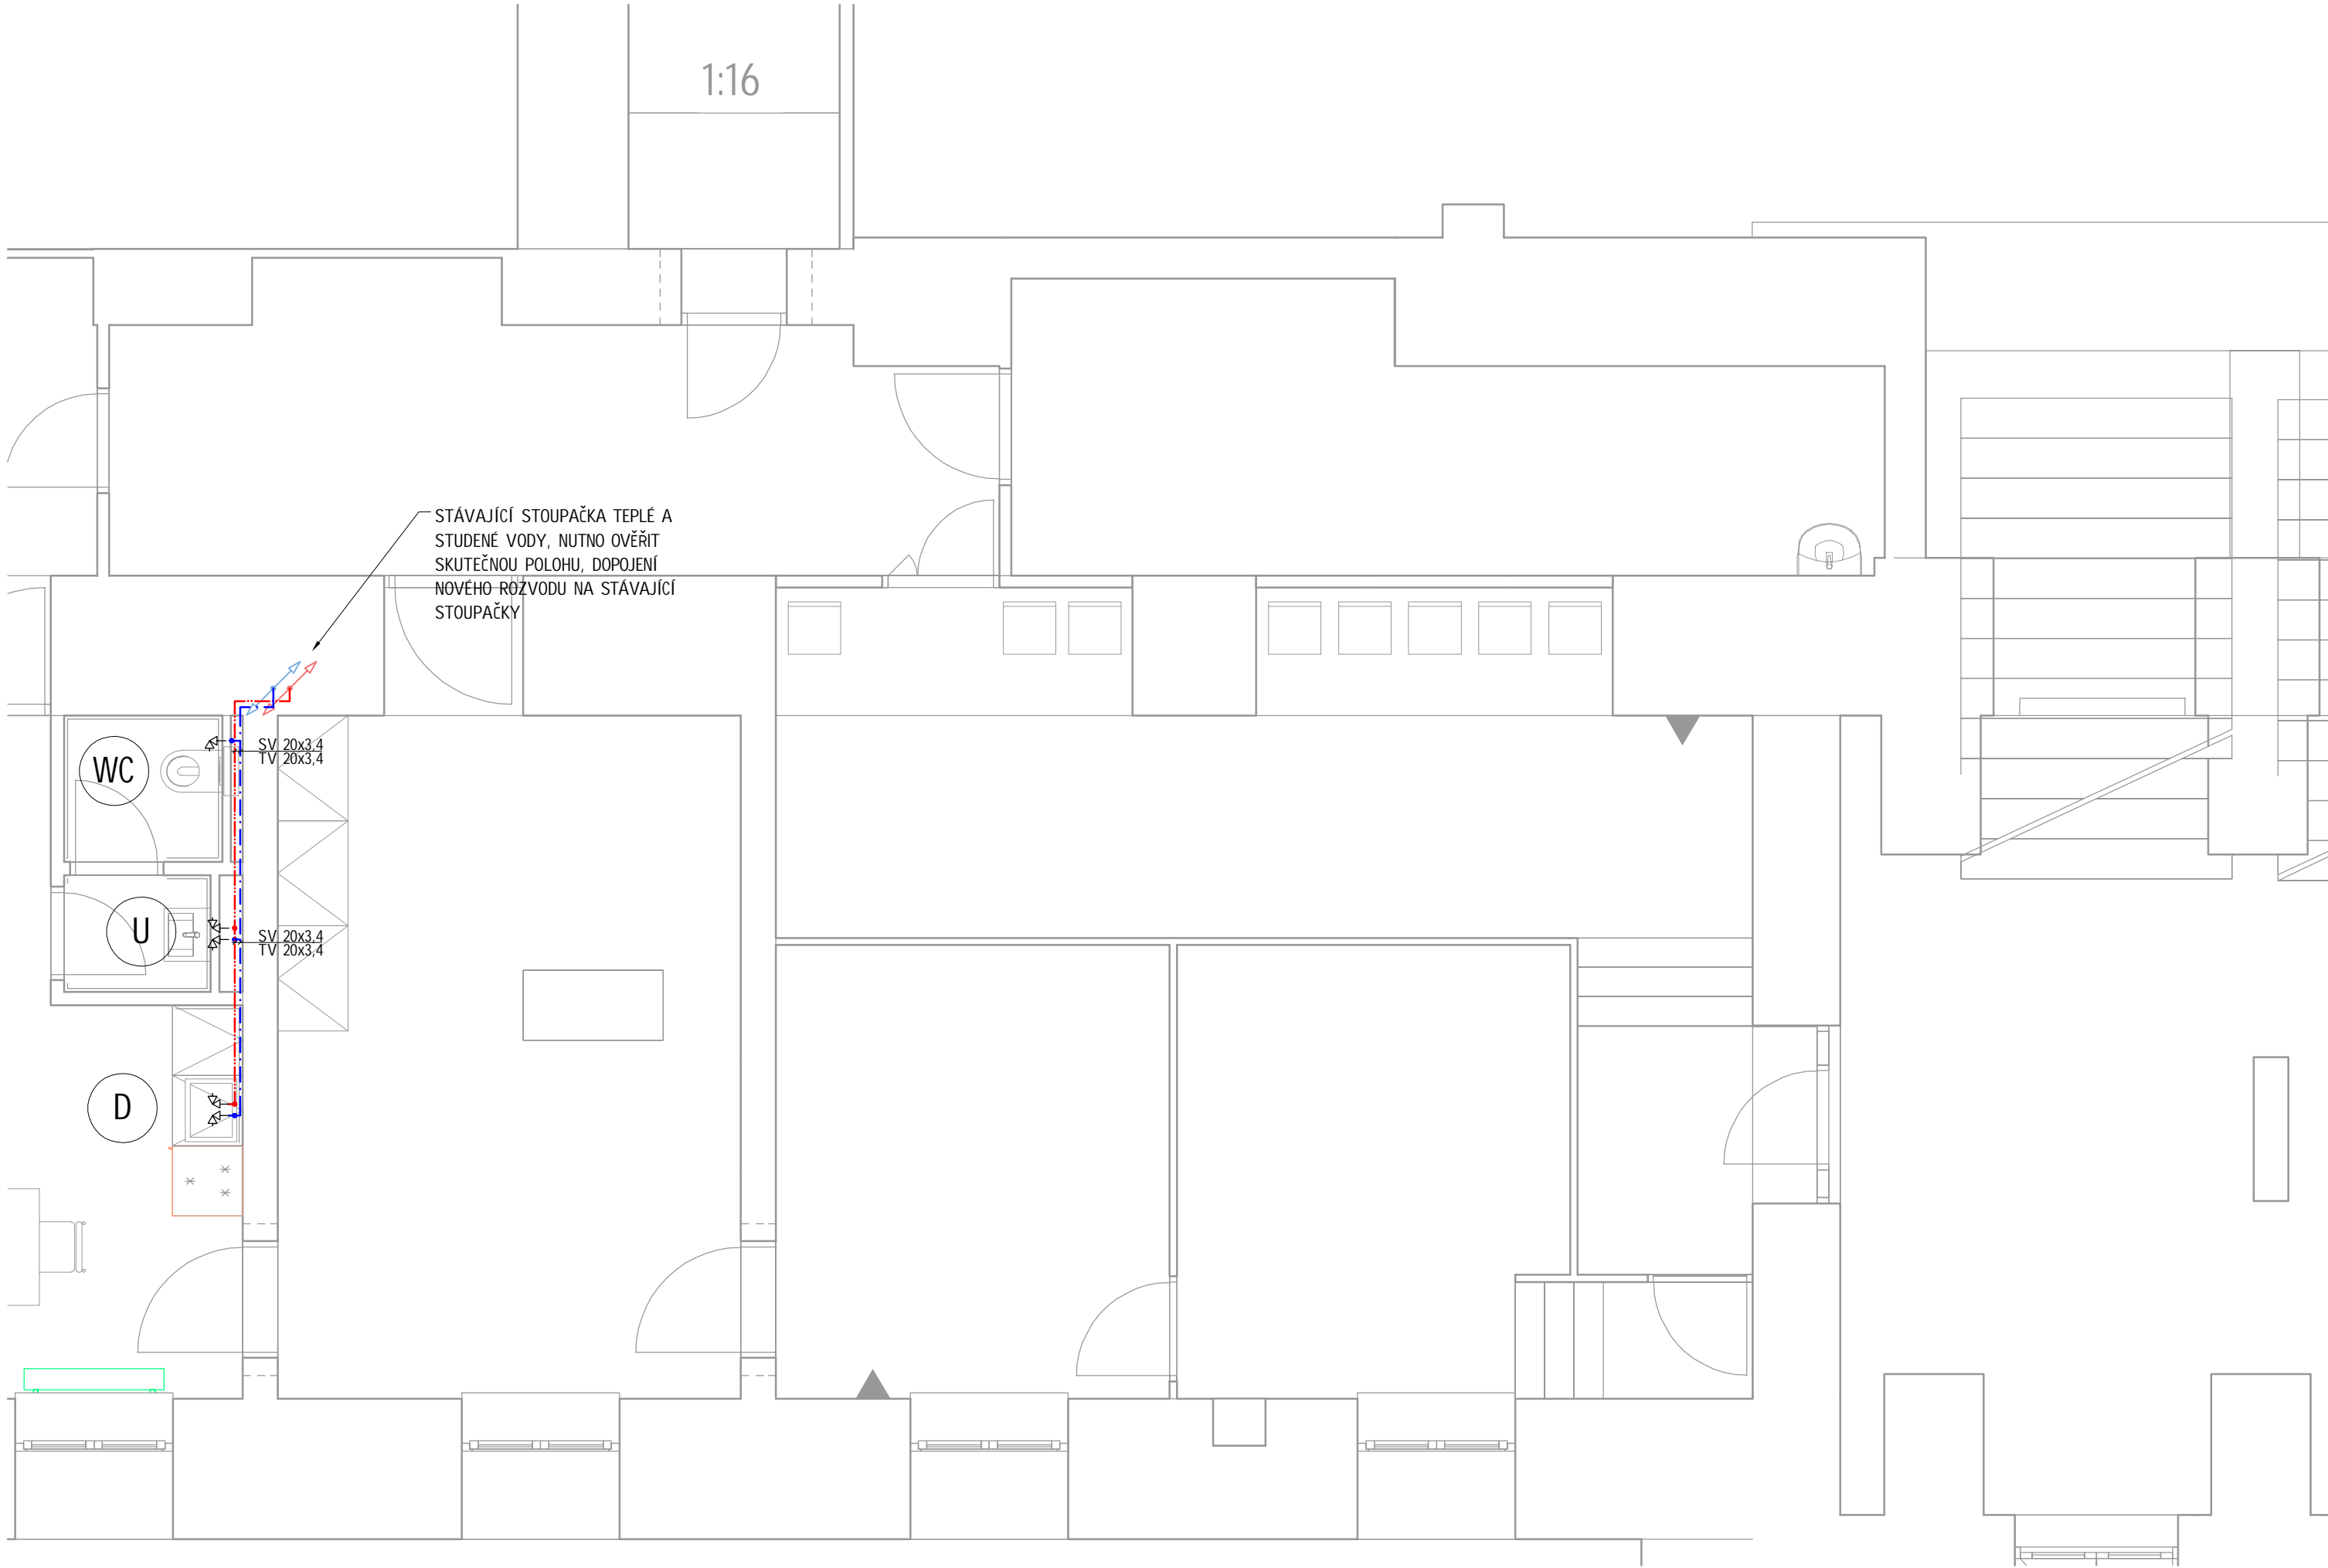 1:16
STÁVAJÍCÍ STOUPAČKA TEPLÉ A
STUDENÉ VODY, NUTNO OVĚŘIT
SKUTEČNOU POLOHU, DOPOJENÍ
NOVÉHO ROZVODU NA STÁVAJÍCÍ
STOUPAČKY
SV 20x3,4
TV 20x3,4
WC
U
SV 20x3,4
TV 20x3,4
D